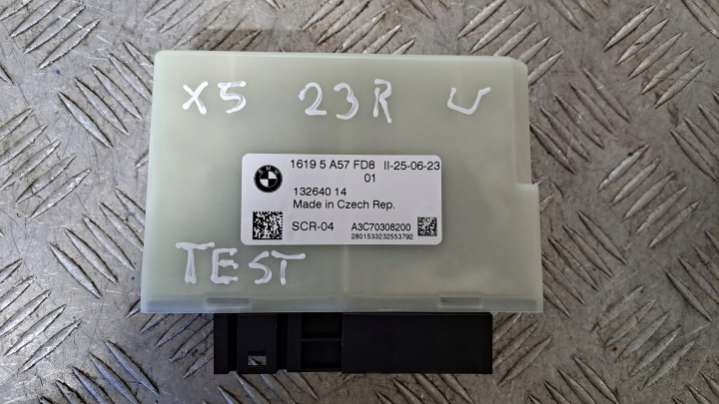 X5 23R U
BMW
1619 5 A57 FD8 II-25-06-23
01
132640 14
Made in Czech Rep.
SCR-04 A3C70308200
2801533232553792
TEST